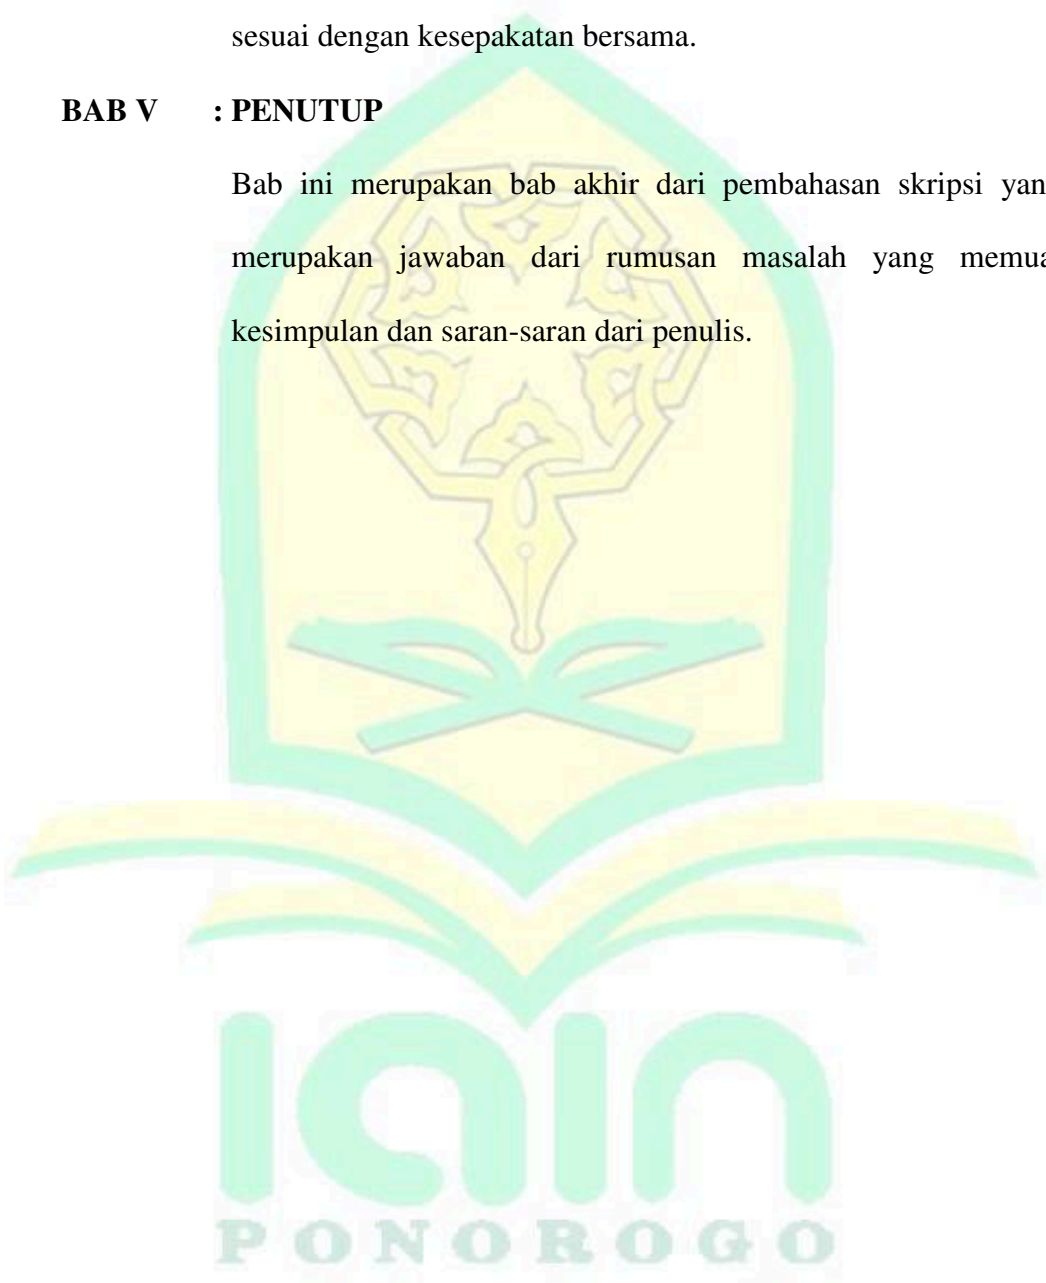 sesuai dengan kesepakatan bersama.
BAB V : PENUTUP
Bab ini merupakan bab akhir dari pembahasan skripsi yan
merupakan jawaban dari rumusan masalah yang memua
kesimpulan dan saran-saran dari penulis.
iain
PONOROGO